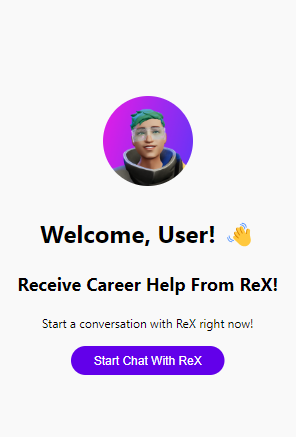 Welcome, User! 👋
Receive Career Help From ReX!
Start a conversation with ReX right now!
Start Chat With ReX